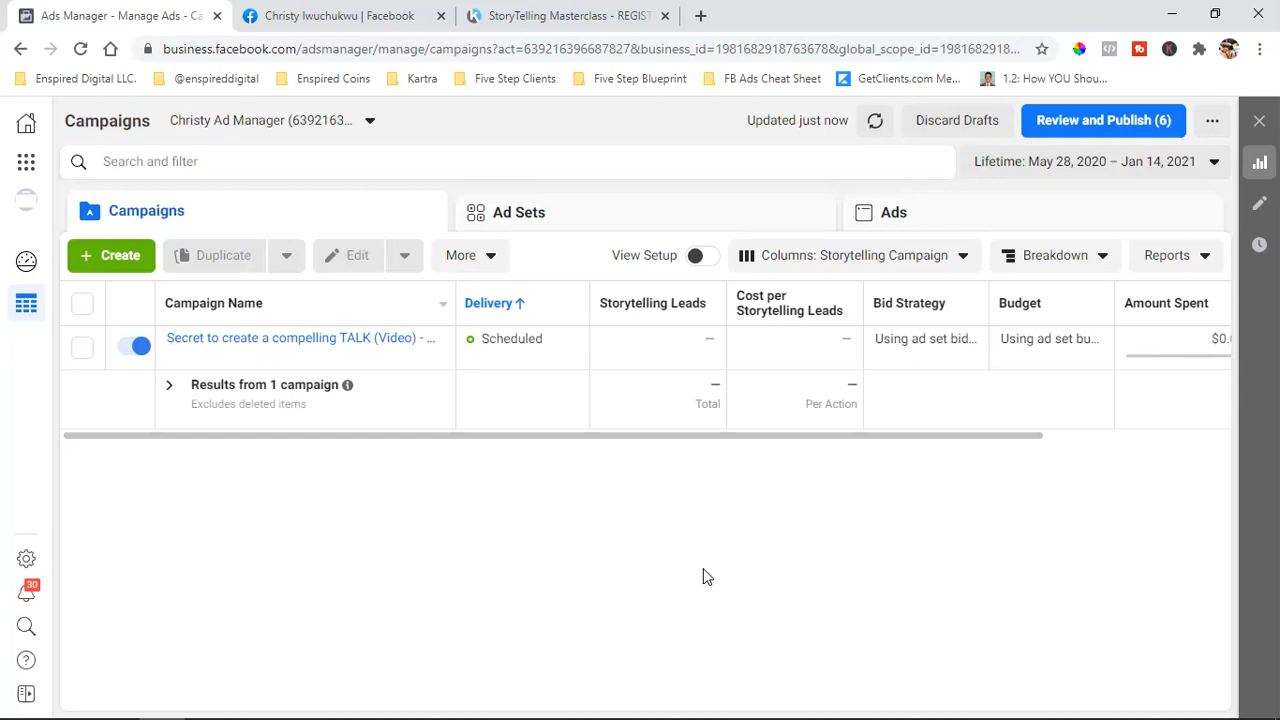 Ads Manager - Manage Ads - Ca
Christy Iwuchukwu | Facebook
StoryTelling Masterclass - REGIST
business.facebook.com/adsmanager/manage/campaigns?act=639216396687827&business_id=1981682918763678&global_scope_id=1981682918...
Enspired Digital LLC.
@enspireddigital
Enspired Coins
Kartra
Five Step Clients
Five Step Blueprint
FB Ads Cheat Sheet
GetClients.com Me...
1.2: How YOU Shou...
Campaigns
Christy Ad Manager (6392163...
Updated just now
Discard Drafts
Review and Publish (6)
Search and filter
Lifetime: May 28, 2020 – Jan 14, 2021
Campaigns
Ad Sets
Ads
+ Create
Duplicate
Edit
More
View Setup
Columns: Storytelling Campaign
Breakdown
Reports
Campaign Name
Delivery↑
Storytelling Leads
Cost per
Storytelling Leads
Bid Strategy
Budget
Amount Spent
Secret to create a compelling TALK (Video) - ...
Scheduled
—
—
Using ad set bid...
Using ad set bu...
$0.
Results from 1 campaign
—
—
Excludes deleted items
Total
Per Action
30